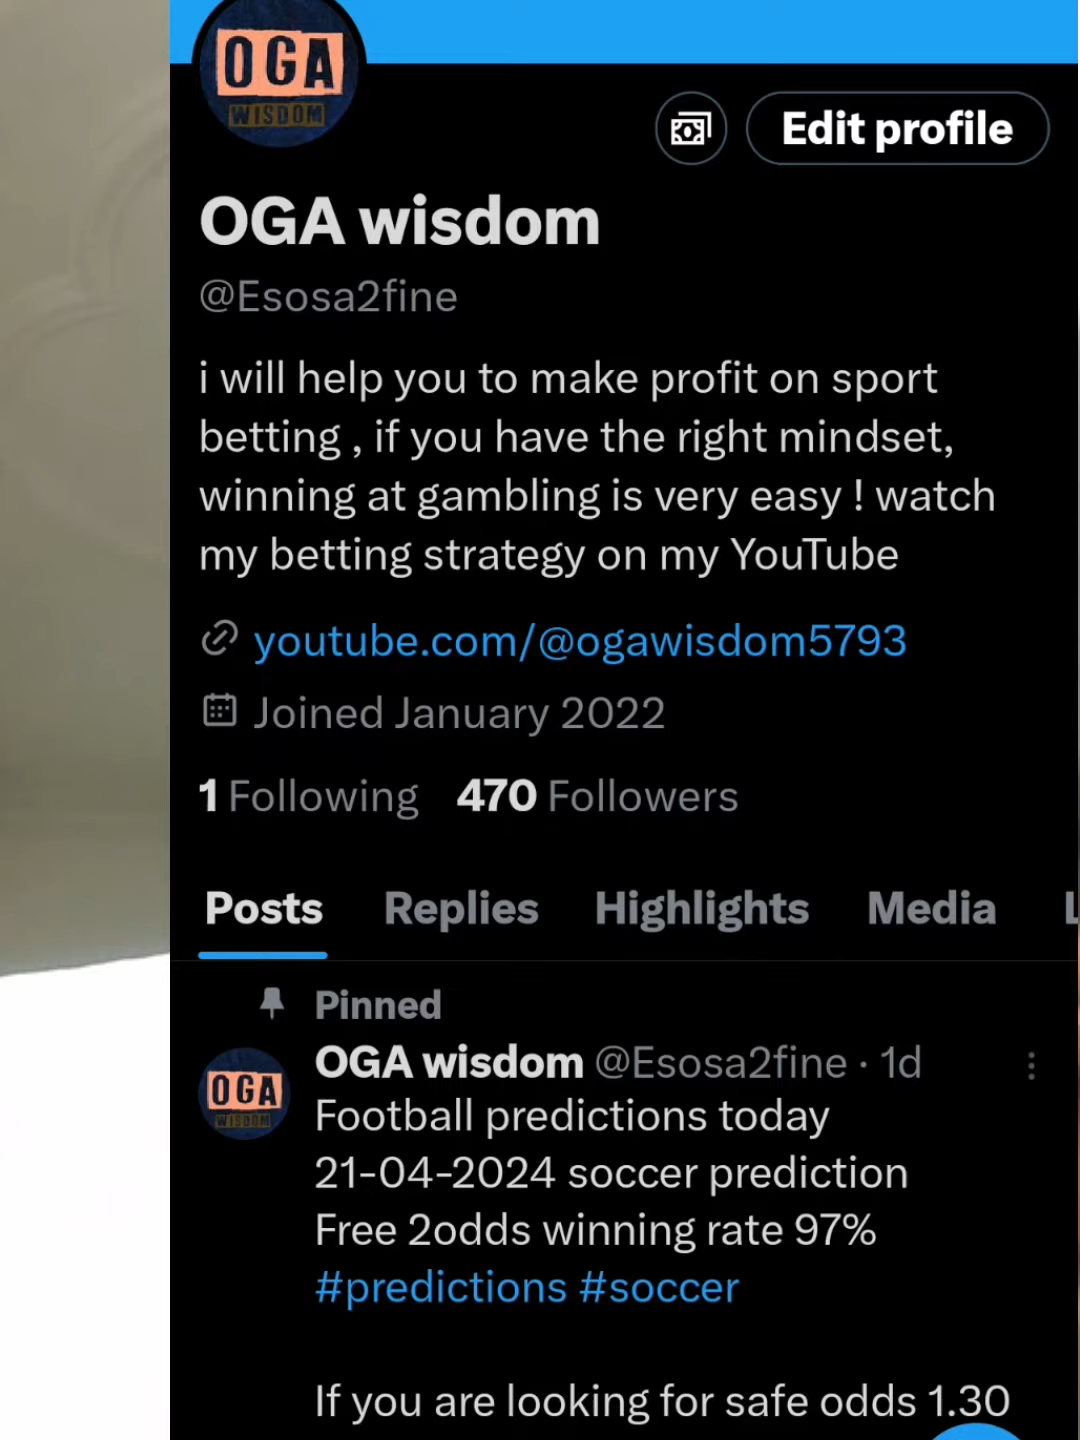 OGA
WISDOM
Edit profile
OGA wisdom
@Esosa2fine
i will help you to make profit on sport
betting , if you have the right mindset,
winning at gambling is very easy ! watch
my betting strategy on my YouTube
youtube.com/@ogawisdom5793
Joined January 2022
1 Following 470 Followers
Posts Replies Highlights Media L
Pinned
OGA wisdom @Esosa2fine · 1d
OGA
WISDOM
Football predictions today
21-04-2024 soccer prediction
Free 2odds winning rate 97%
#predictions #soccer
If you are looking for safe odds 1.30